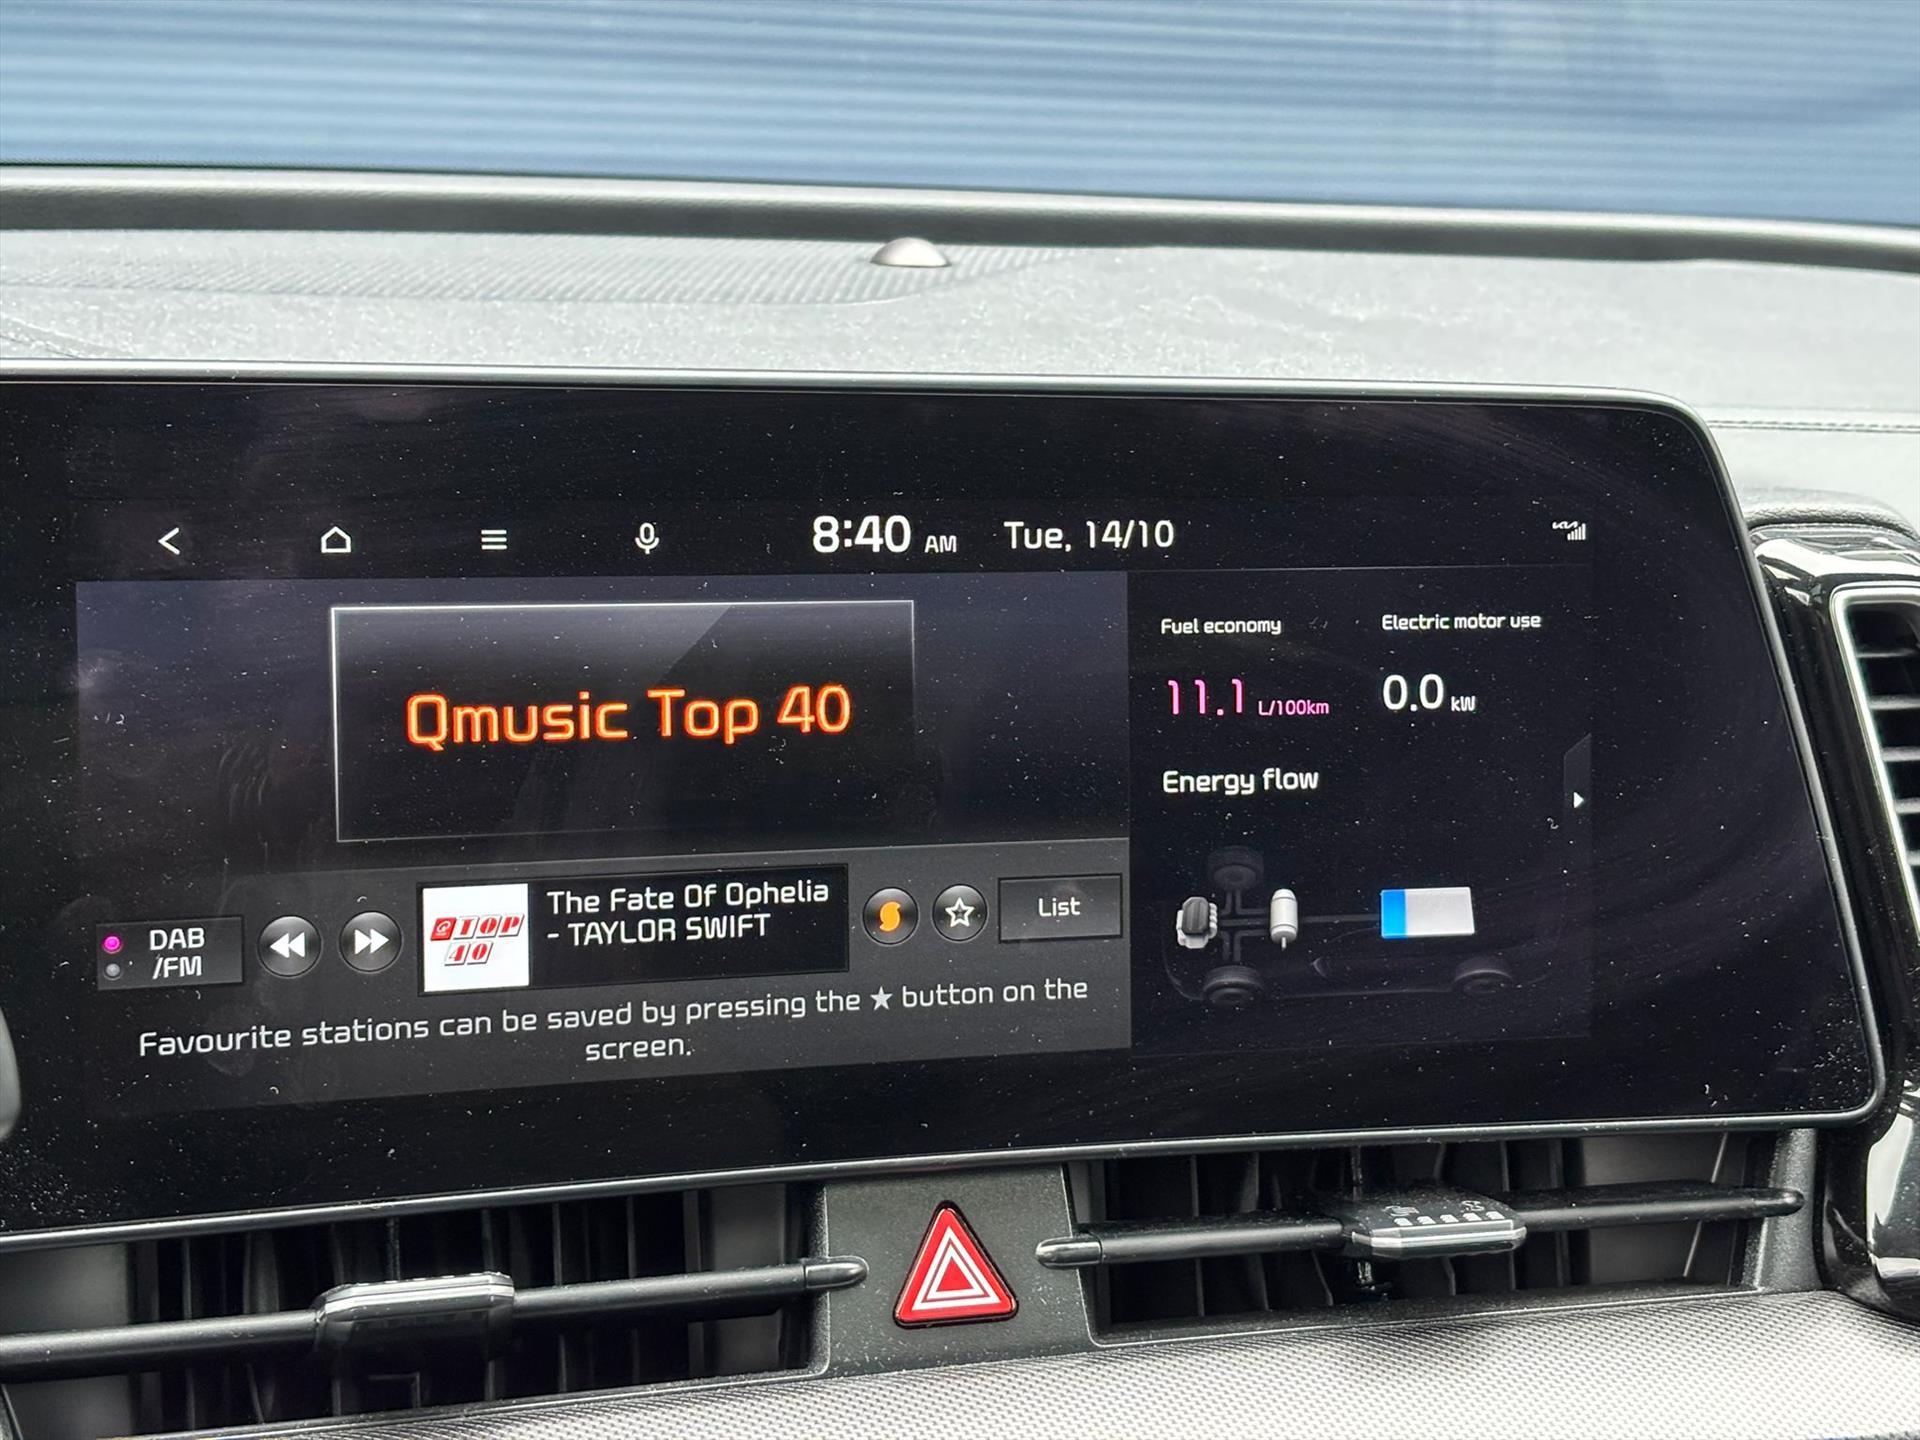 8:40 AM Tue, 14/10
KIA
Qmusic Top 40
Fuel economy
Electric motor use
11.1 L/100km
0.0 kW
Energy flow
DAB
/FM
Q TOP
40
The Fate Of Ophelia
- TAYLOR SWIFT
List
Favourite stations can be saved by pressing the ★ button on the
screen.